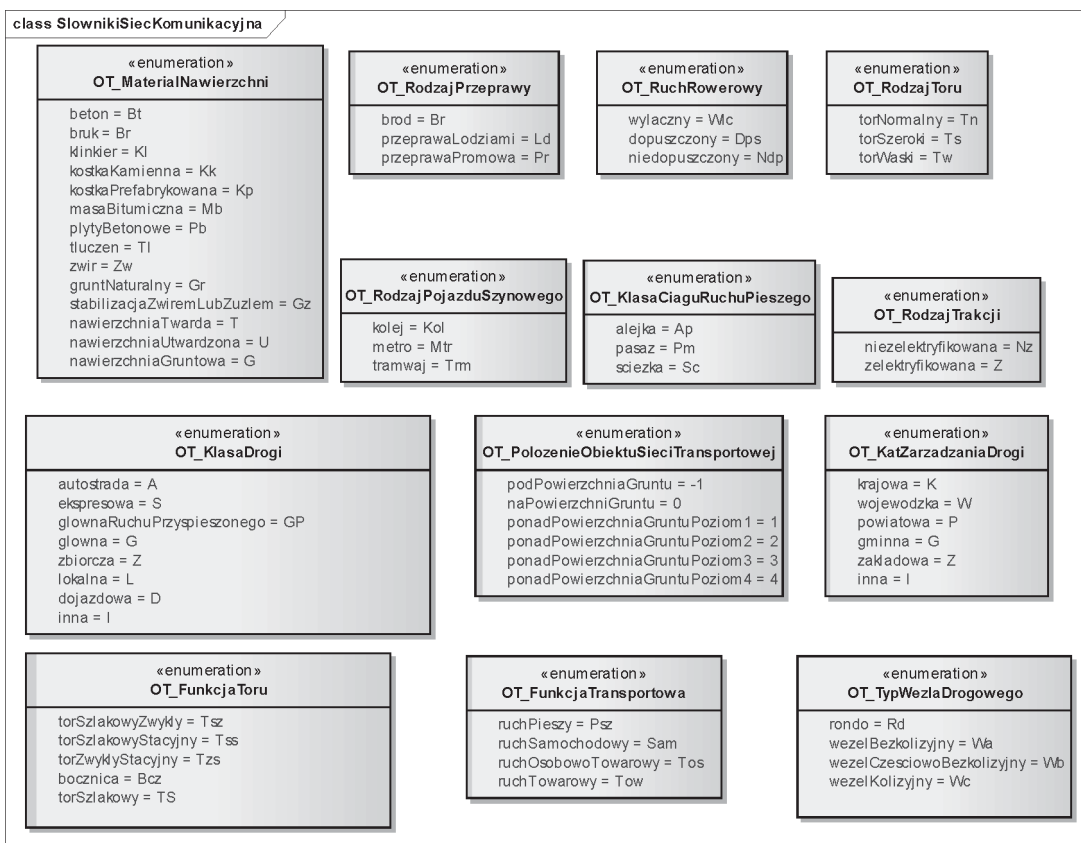 class SlownikiSiecKomunikacyjna
«enumeration»
OT_MaterialNawierzchni
beton = Bt
bruk = Br
klinkier = Kl
kostkaKamienna = Kk
kostkaPrefabrykowana = Kp
masaBitumiczna = Mb
plytyBetonowe = Pb
tluczen = Tl
zwir = Zw
gruntNaturalny = Gr
stabilizacjaZwiremLubZuzlem = Gz
nawierzchniaTwarda = T
nawierzchniaUtwardzona = U
nawierzchniaGruntowa = G
«enumeration»
OT_RodzajPrzeprawy
brod = Br
przeprawaLodziami = Ld
przeprawaPromowa = Pr
«enumeration»
OT_RuchRowerowy
wylaczny = Wlc
dopuszczony = Dps
niedopuszczony = Ndp
«enumeration»
OT_RodzajToru
torNormalny = Tn
torSzeroki = Ts
torWaski = Tw
«enumeration»
OT_RodzajPojazduSzynowego
kolej = Kol
metro = Mtr
tramwaj = Trm
«enumeration»
OT_KlasaCiaguRuchuPieszego
alejka = Ap
pasaz = Pm
sciezka = Sc
«enumeration»
OT_RodzajTrakcji
niezelektryfikowana = Nz
zelektryfikowana = Z
«enumeration»
OT_KlasaDrogi
autostrada = A
ekspresowa = S
glownaRuchuPrzyspieszonego = GP
glowna = G
zbiorcza = Z
lokalna = L
dojazdowa = D
inna = I
«enumeration»
OT_PolozenieObiektuSieciTransportowej
podPowierzchniaGruntu = -1
naPowierzchniGruntu = 0
ponadPowierzchniaGruntuPoziom1 = 1
ponadPowierzchniaGruntuPoziom2 = 2
ponadPowierzchniaGruntuPoziom3 = 3
ponadPowierzchniaGruntuPoziom4 = 4
«enumeration»
OT_KatZarzadzaniaDrogi
krajowa = K
wojewodzka = W
powiatowa = P
gminna = G
zakladowa = Z
inna = I
«enumeration»
OT_FunkcjaToru
torSzlakowyZwykly = Tsz
torSzlakowyStacyjny = Tss
torZwyklyStacyjny = Tzs
bocznica = Bcz
torSzlakowy = TS
«enumeration»
OT_FunkcjaTransportowa
ruchPieszy = Psz
ruchSamochodowy = Sam
ruchOsobowoTowarowy = Tos
ruchTowarowy = Tow
«enumeration»
OT_TypWezlaDrogowego
rondo = Rd
wezelBezkolizyjny = Wa
wezelCzesciowoBezkolizyjny = Wb
wezelKolizyjny = Wc